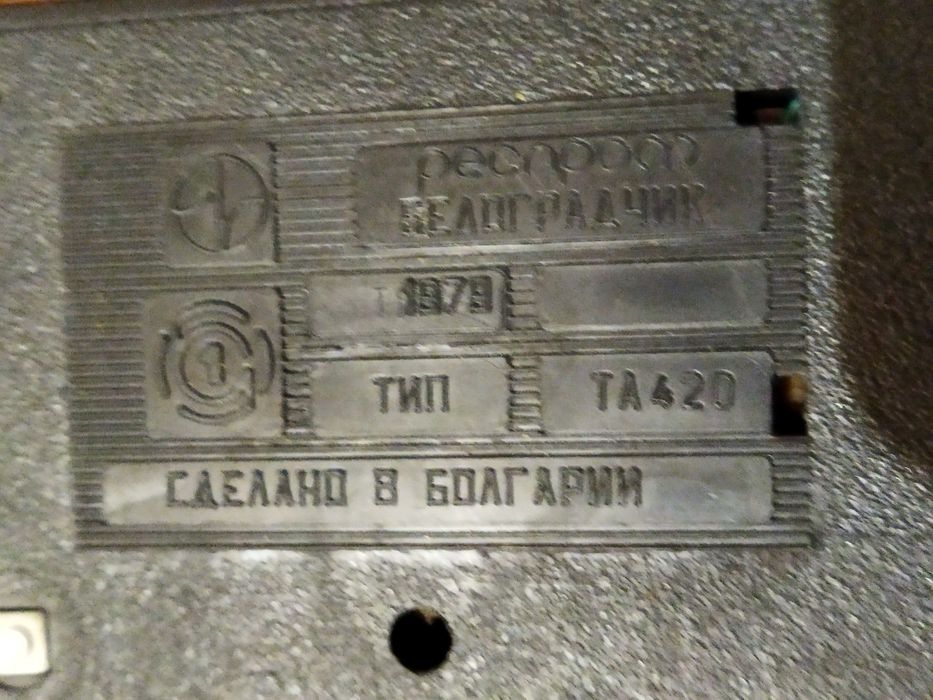 респром
БЕЛОГРАДЧИК
1979
ТИП ТА420
СДЕЛАНО В БОЛГАРИИ